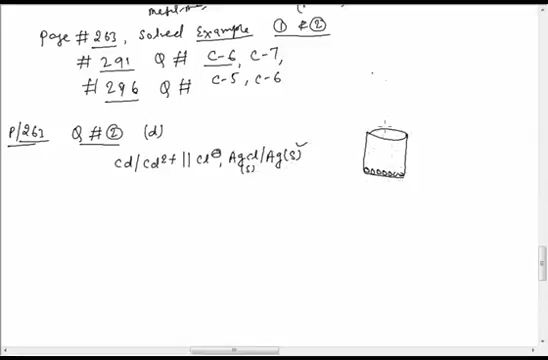 Page # 263, Solved Example ① & ②
# 291 Q # C-6, C-7,
# 296 Q # C-5, C-6
P/263 Q # ② (d)
Cd/Cd2+ || Cl⊖, AgCl(s)/Ag(s)